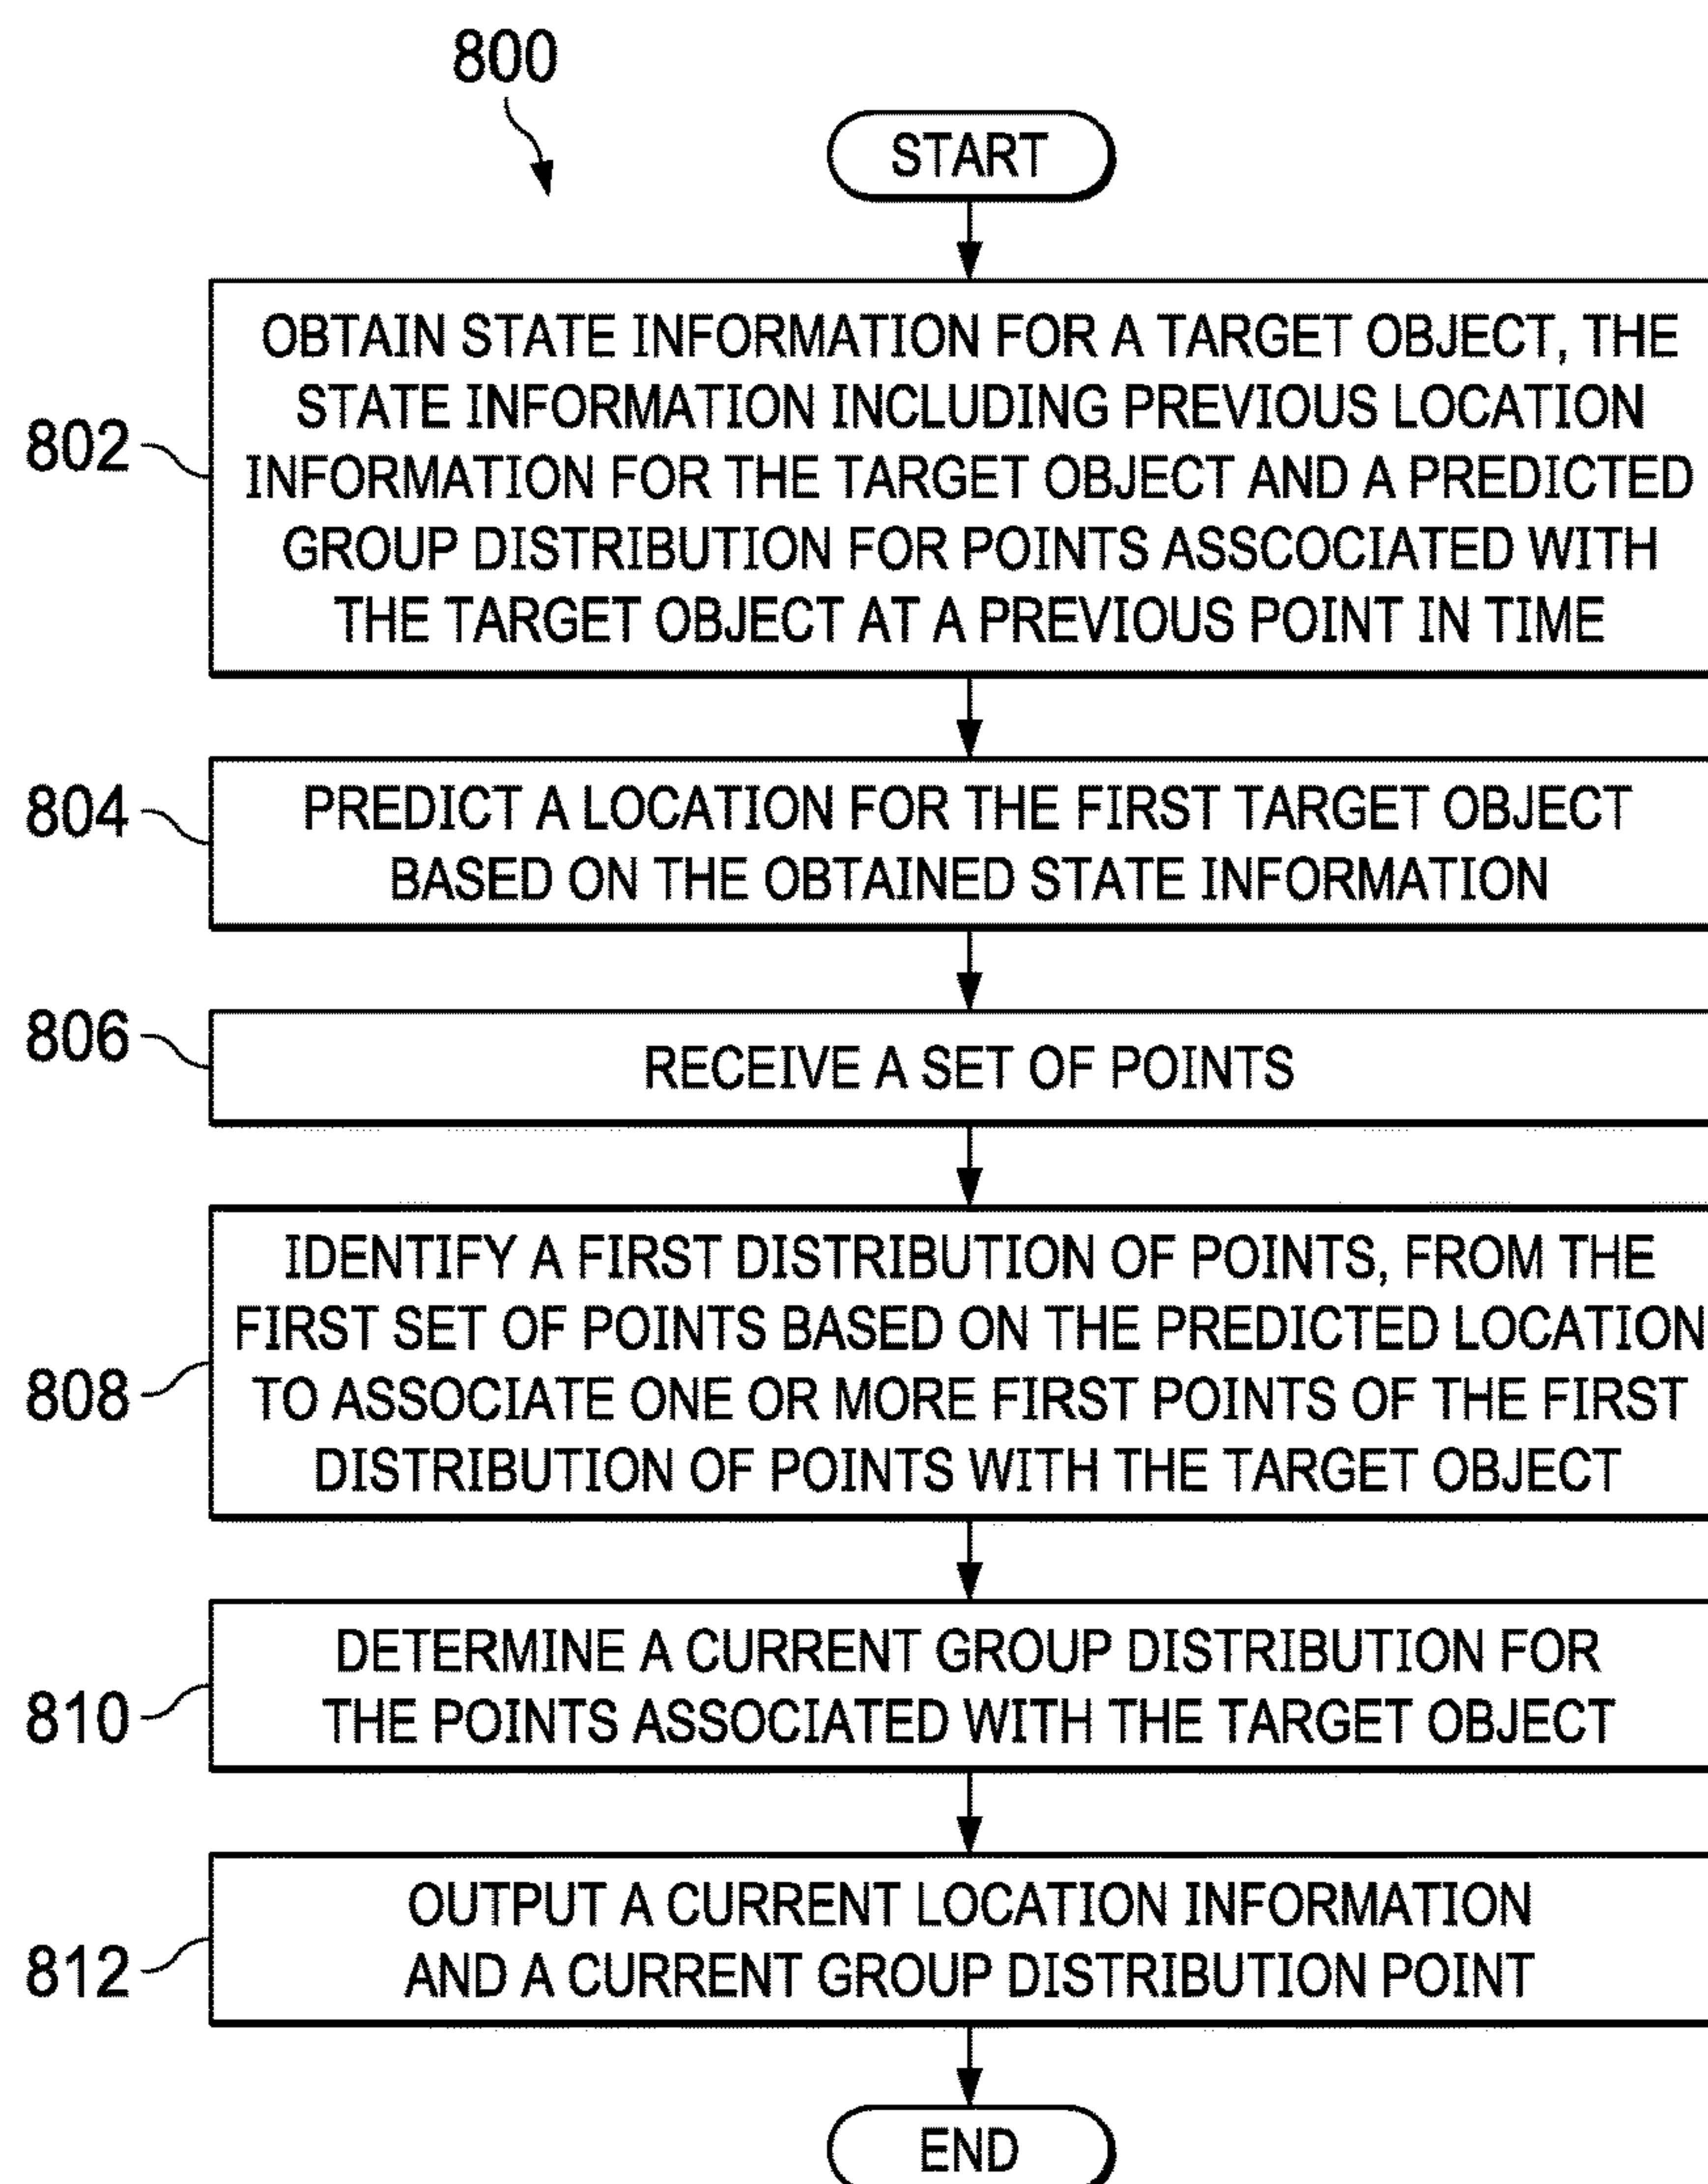 800
START
802
OBTAIN STATE INFORMATION FOR A TARGET OBJECT, THE
STATE INFORMATION INCLUDING PREVIOUS LOCATION
INFORMATION FOR THE TARGET OBJECT AND A PREDICTED
GROUP DISTRIBUTION FOR POINTS ASSCOCIATED WITH
THE TARGET OBJECT AT A PREVIOUS POINT IN TIME
804
PREDICT A LOCATION FOR THE FIRST TARGET OBJECT
BASED ON THE OBTAINED STATE INFORMATION
806
RECEIVE A SET OF POINTS
808
IDENTIFY A FIRST DISTRIBUTION OF POINTS, FROM THE
FIRST SET OF POINTS BASED ON THE PREDICTED LOCATION
TO ASSOCIATE ONE OR MORE FIRST POINTS OF THE FIRST
DISTRIBUTION OF POINTS WITH THE TARGET OBJECT
810
DETERMINE A CURRENT GROUP DISTRIBUTION FOR
THE POINTS ASSOCIATED WITH THE TARGET OBJECT
812
OUTPUT A CURRENT LOCATION INFORMATION
AND A CURRENT GROUP DISTRIBUTION POINT
END